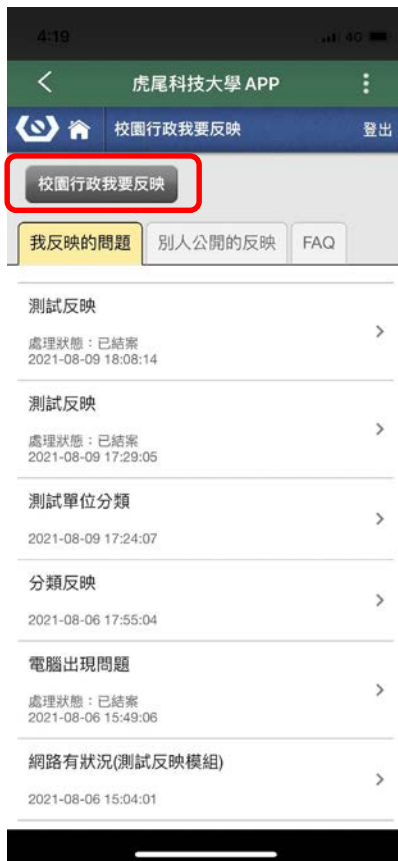 4:19
4G
虎尾科技大學 APP
校園行政我要反映
登出
校園行政我要反映
我反映的問題
別人公開的反映
FAQ
測試反映
處理狀態：已結案
2021-08-09 18:08:14
測試反映
處理狀態：已結案
2021-08-09 17:29:05
測試單位分類
2021-08-09 17:24:07
分類反映
2021-08-06 17:55:04
電腦出現問題
處理狀態：已結案
2021-08-06 15:49:06
網路有狀況(測試反映模組)
2021-08-06 15:04:01